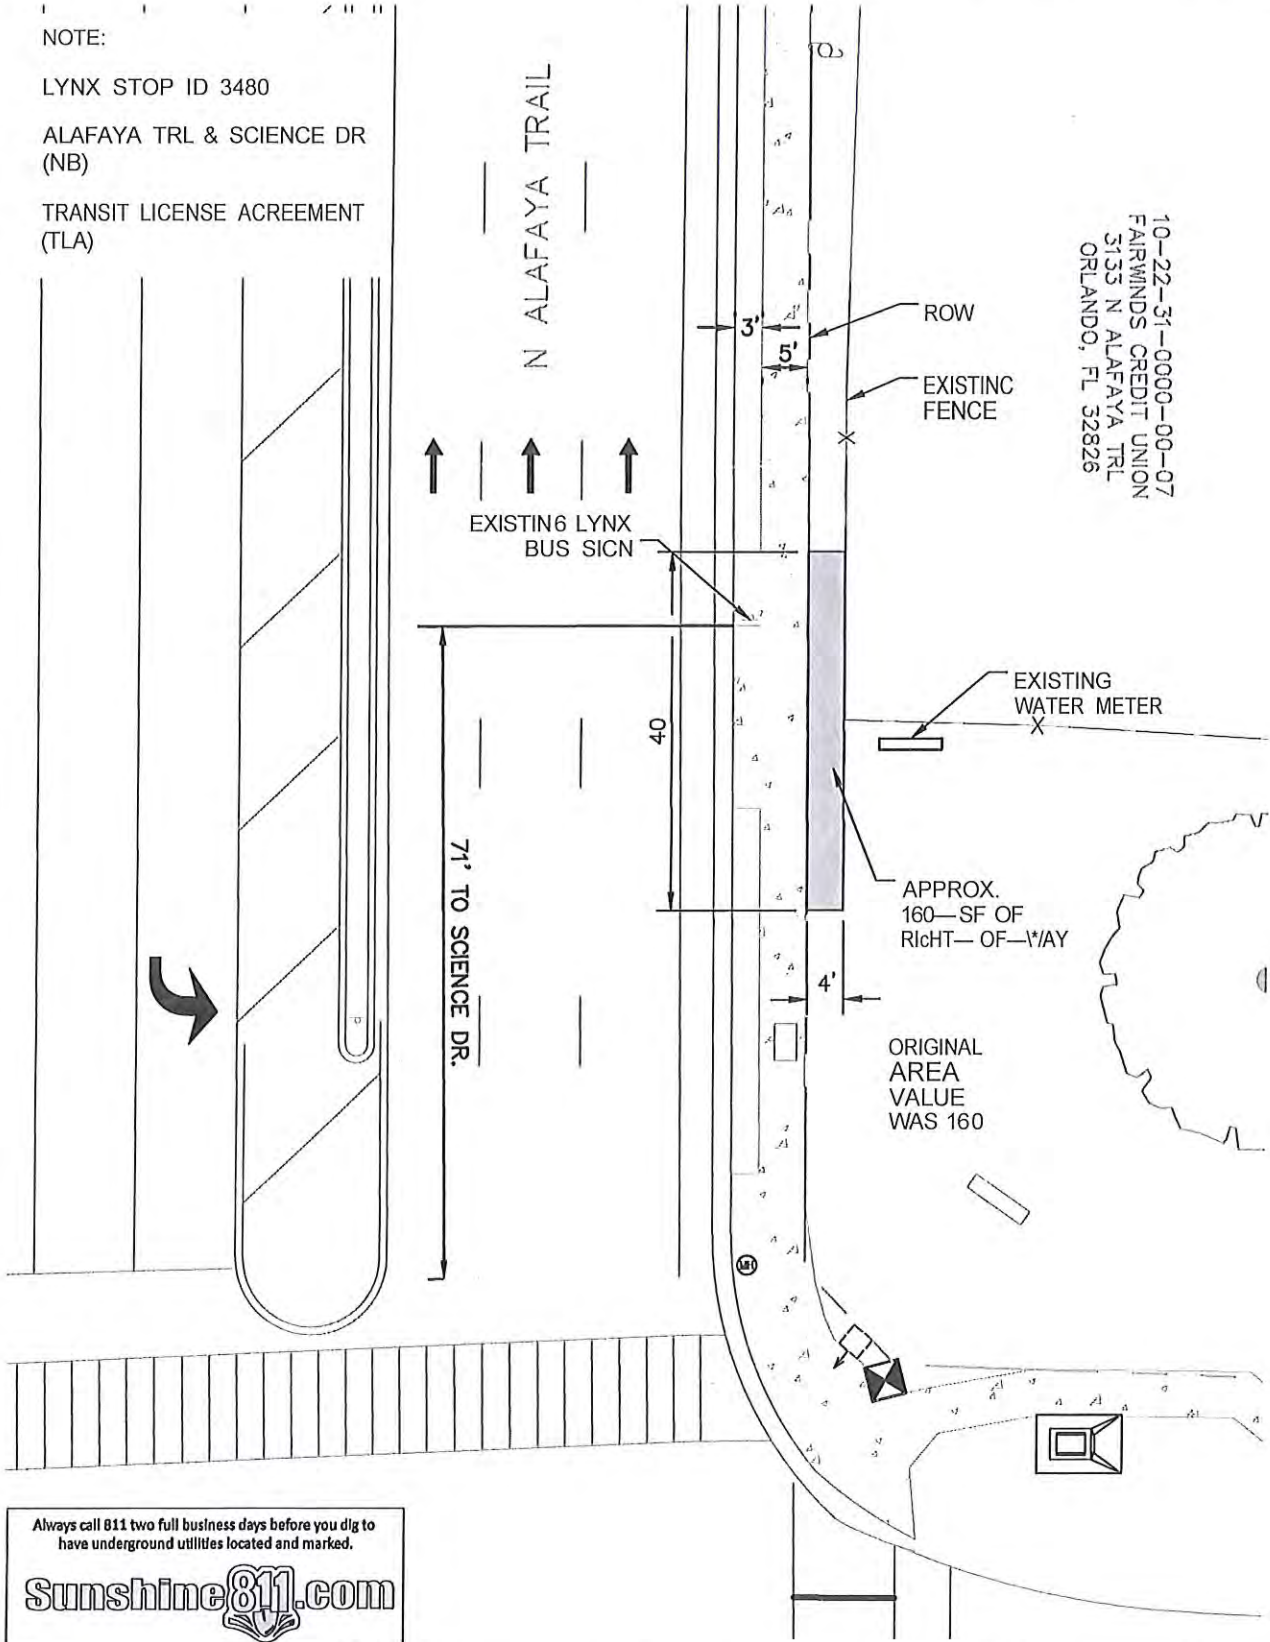 NOTE:
LYNX STOP ID 3480
ALAFAYA TRL & SCIENCE DR
(NB)
TRANSIT LICENSE ACREEMENT
(TLA)
N ALAFAYA TRAIL
10-22-31-0000-00-07
FAIRWINDS CREDIT UNION
3133 N ALAFAYA TRL
ORLANDO, FL 32826
3'
5'
ROW
EXISTINC
FENCE
EXISTIN6 LYNX
BUS SICN
40
71' TO SCIENCE DR.
EXISTING
WATER METER
APPROX.
160—SF OF
RIcHT— OF—\*/AY
4'
ORIGINAL
AREA
VALUE
WAS 160
MH
Always call 811 two full business days before you dig to
have underground utilities located and marked.
Sunshine811.com